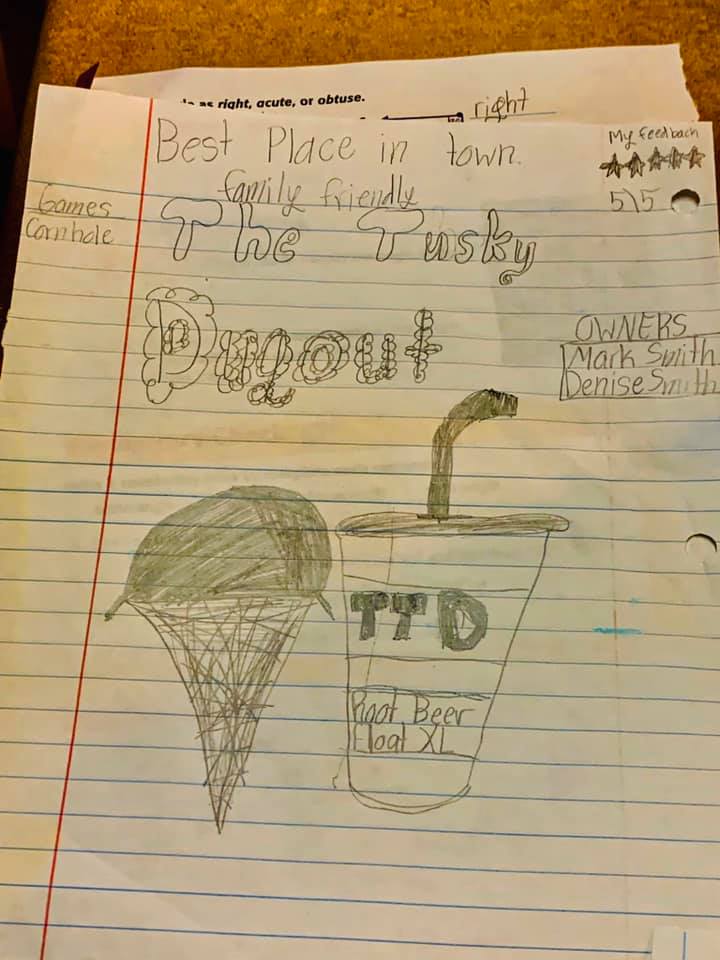 as right, acute, or obtuse.
right
Best Place in town.
family friendly
My feedback
5\5
Games
Cornhole
The Tusky
Dugout
OWNERS
Mark Smith
Denise Smith
TTD
Root Beer
Float XL